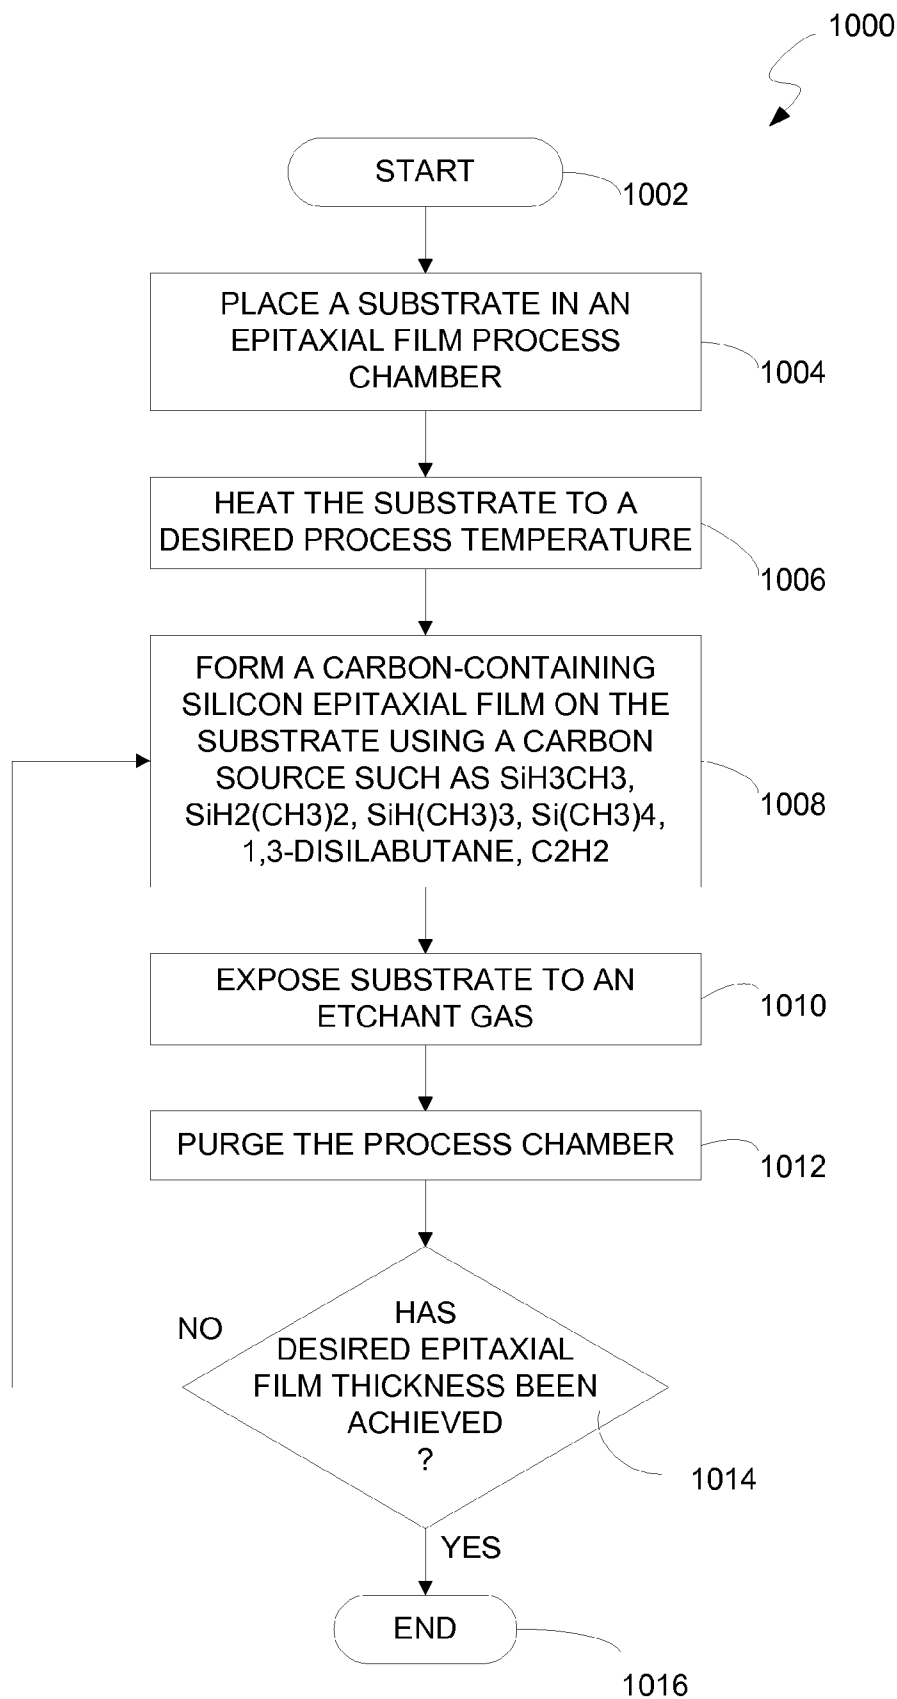 1000
START
1002
PLACE A SUBSTRATE IN AN
EPITAXIAL FILM PROCESS
CHAMBER
1004
HEAT THE SUBSTRATE TO A
DESIRED PROCESS TEMPERATURE
1006
FORM A CARBON-CONTAINING
SILICON EPITAXIAL FILM ON THE
SUBSTRATE USING A CARBON
SOURCE SUCH AS SiH3CH3,
SiH2(CH3)2, SiH(CH3)3, Si(CH3)4,
1,3-DISILABUTANE, C2H2
1008
EXPOSE SUBSTRATE TO AN
ETCHANT GAS
1010
PURGE THE PROCESS CHAMBER
1012
NO
HAS
DESIRED EPITAXIAL
FILM THICKNESS BEEN
ACHIEVED
?
1014
YES
END
1016